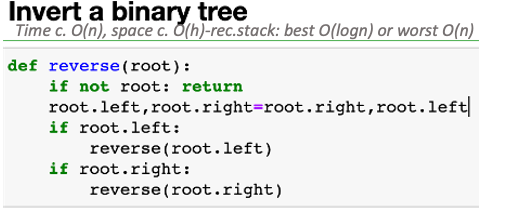 Invert a binary tree
Time c. O(n), space c. O(h)-rec.stack: best O(logn) or worst O(n)
def reverse(root):
    if not root: return
    root.left,root.right=root.right,root.left
    if root.left:
        reverse(root.left)
    if root.right:
        reverse(root.right)